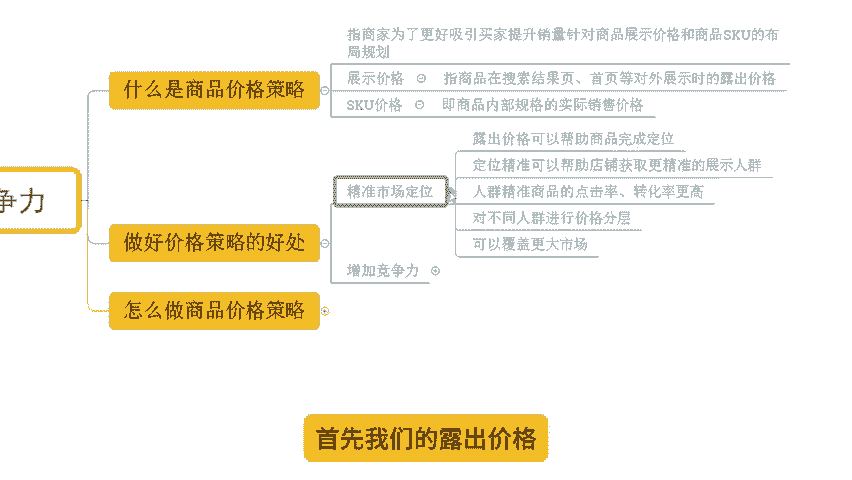 指商家为了更好吸引买家提升销量针对商品展示价格和商品SKU的布
局规划
什么是商品价格策略
展示价格 指商品在搜索结果页、首页等对外展示时的露出价格
SKU价格 即商品内部规格的实际销售价格
露出价格可以帮助商品完成定位
定位精准可以帮助店铺获取更精准的展示人群
争力
精准市场定位 人群精准商品的点击率、转化率更高
对不同人群进行价格分层
做好价格策略的好处
可以覆盖更大市场
增加竞争力
怎么做商品价格策略
首先我们的露出价格